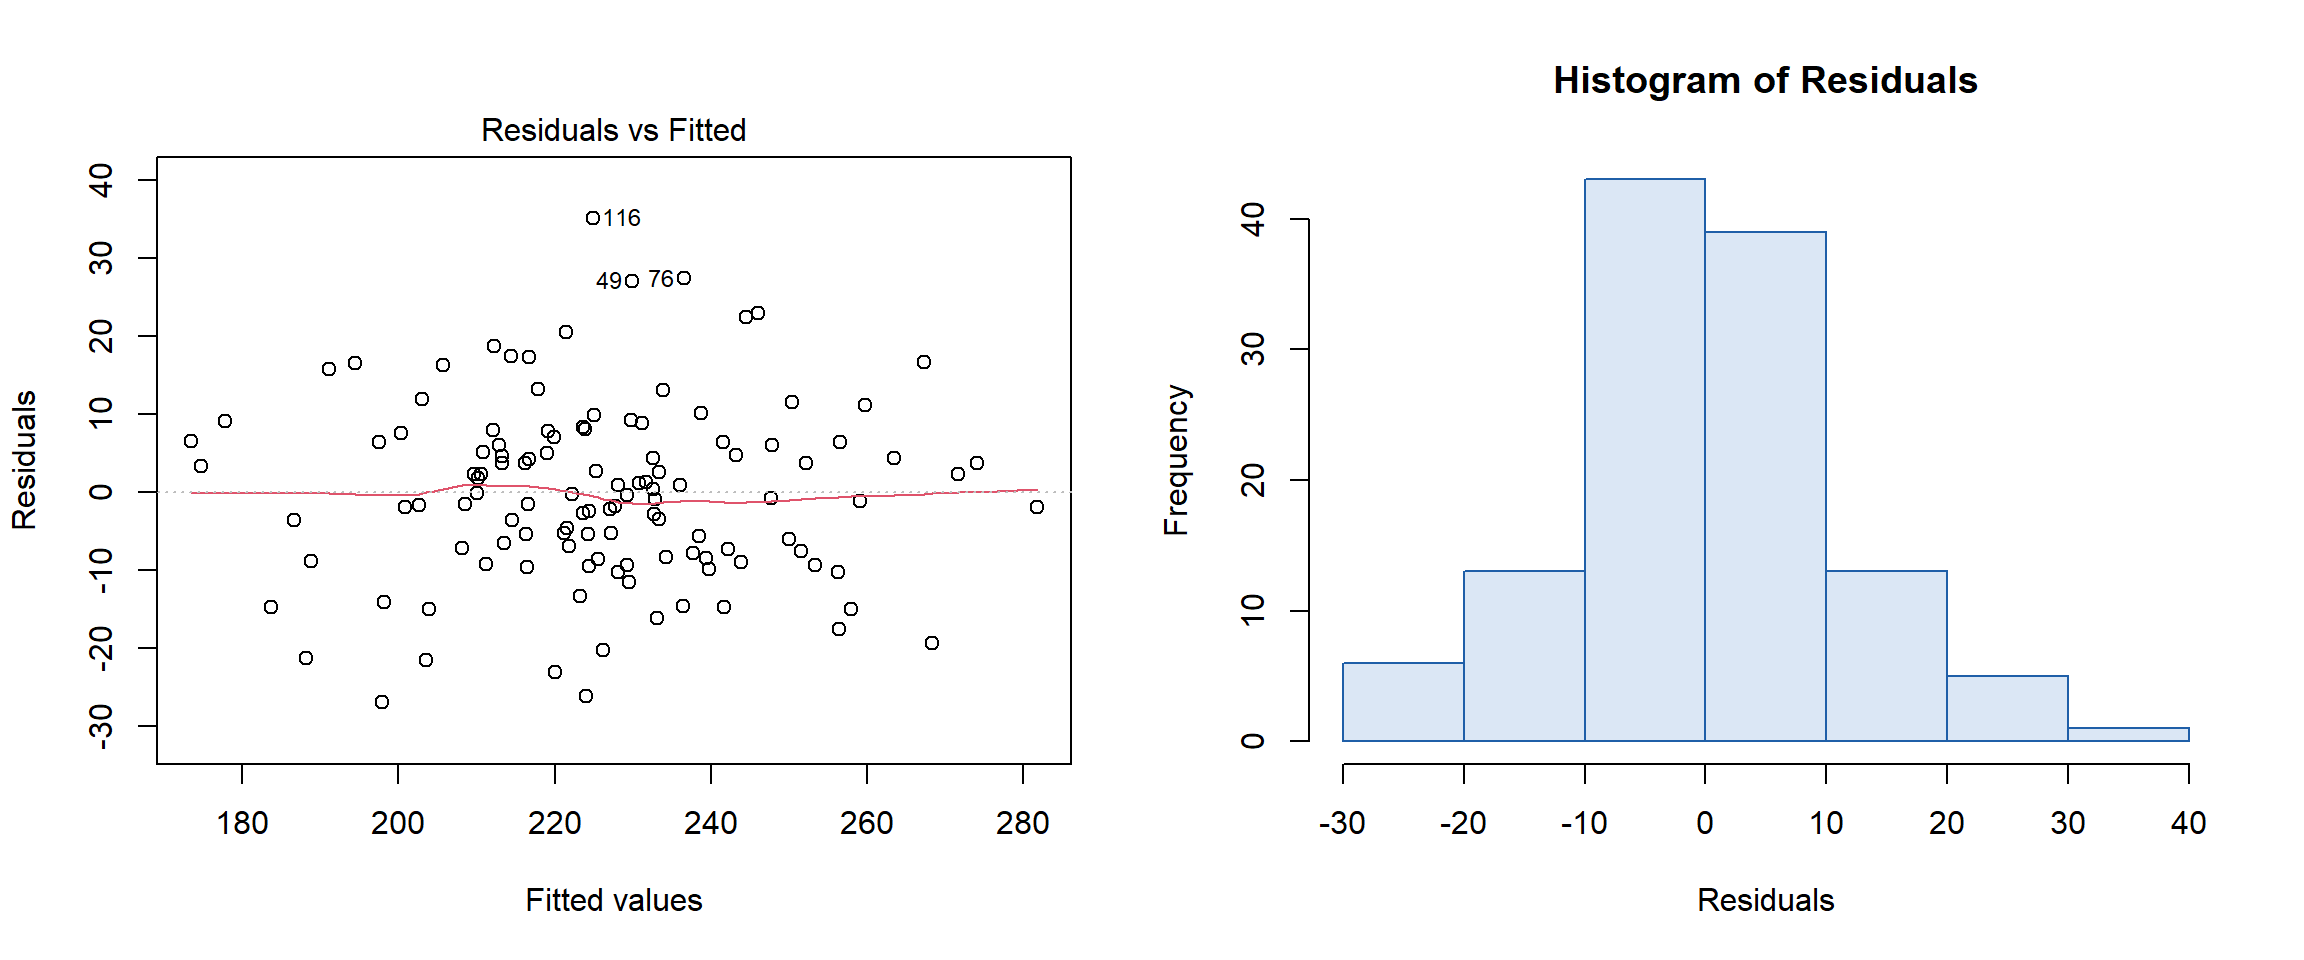 Residuals vs Fitted
Residuals
40
30
20
10
0
-10
-20
-30
116
49
76
180 200 220 240 260 280
Fitted values
Histogram of Residuals
Frequency
40
30
20
10
0
-30 -20 -10 0 10 20 30 40
Residuals